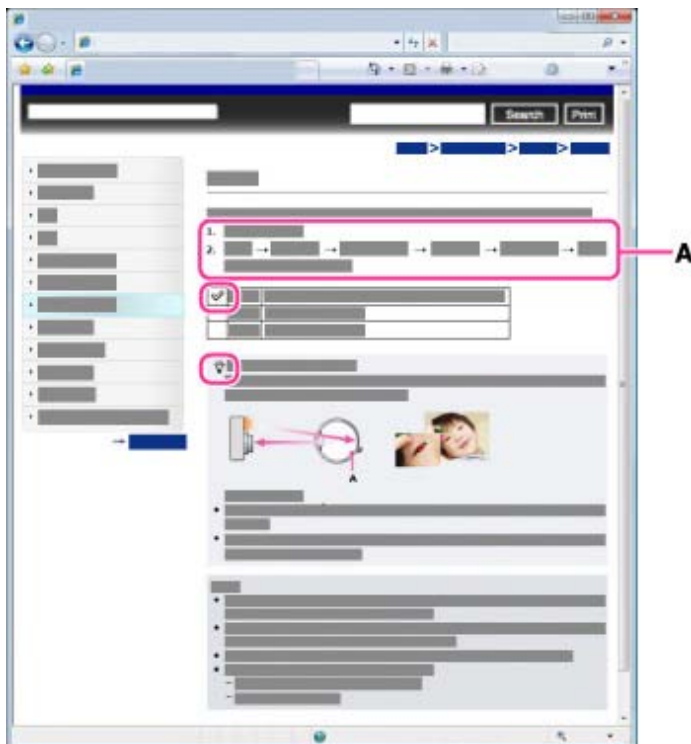 Search Print
> > >
1.
2. → → → → →
A
A
→